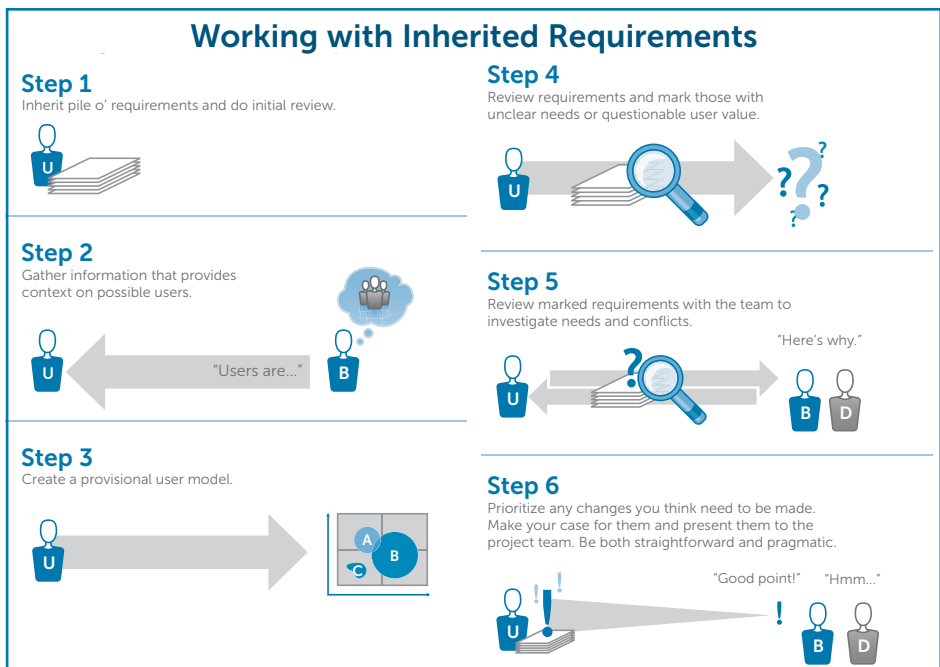 Working with Inherited Requirements
Step 1
Inherit pile o’ requirements and do initial review.
U
Step 2
Gather information that provides
context on possible users.
U
“Users are...”
B
Step 3
Create a provisional user model.
U
A
B
C
Step 4
Review requirements and mark those with
unclear needs or questionable user value.
U
? ? ? ?
Step 5
Review marked requirements with the team to
investigate needs and conflicts.
“Here’s why.”
?
U
B D
Step 6
Prioritize any changes you think need to be made.
Make your case for them and present them to the
project team. Be both straightforward and pragmatic.
“Good point!” “Hmm...”
! ! ! !
U
B D